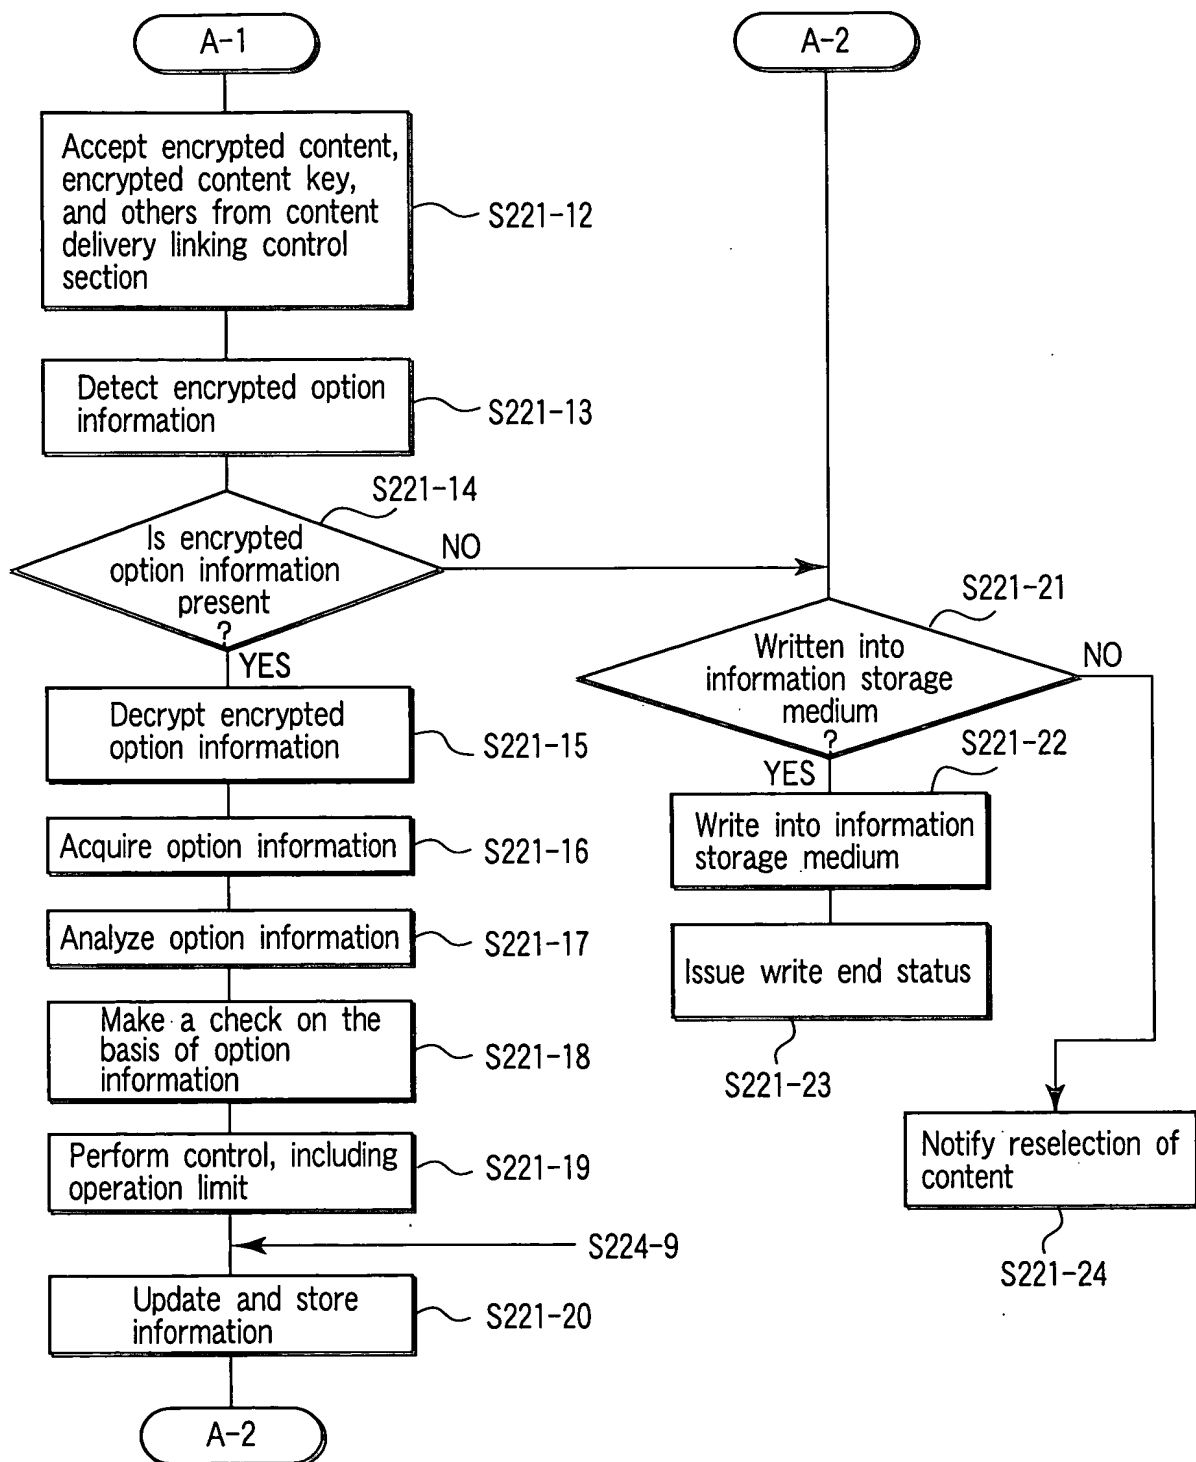 A-1
Accept encrypted content,
encrypted content key,
and others from content
delivery linking control
section
S221-12
Detect encrypted option
information
S221-13
S221-14
Is encrypted
option information
present
?
NO
YES
Decrypt encrypted
option information
S221-15
Acquire option information
S221-16
Analyze option information
S221-17
Make a check on the
basis of option
information
S221-18
Perform control, including
operation limit
S221-19
S224-9
Update and store
information
S221-20
A-2
A-2
S221-21
Written into
information storage
medium
?
NO
YES
S221-22
Write into information
storage medium
Issue write end status
S221-23
Notify reselection of
content
S221-24